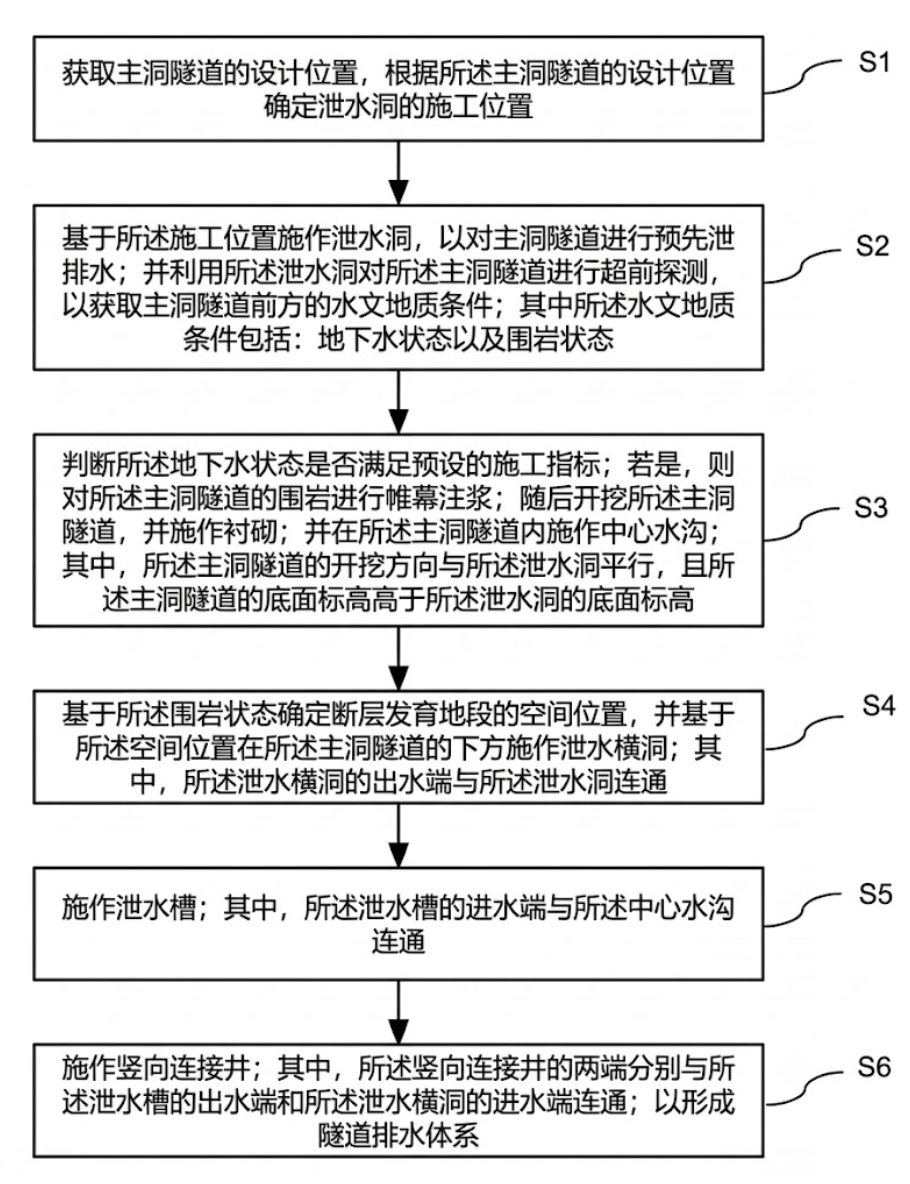 获取主洞隧道的设计位置，根据所述主洞隧道的设计位置
确定泄水洞的施工位置
S1
基于所述施工位置施作泄水洞，以对主洞隧道进行预先泄
排水；并利用所述泄水洞对所述主洞隧道进行超前探测，
以获取主洞隧道前方的水文地质条件；其中所述水文地质
条件包括：地下水状态以及围岩状态
S2
判断所述地下水状态是否满足预设的施工指标；若是，则
对所述主洞隧道的围岩进行帷幕注浆；随后开挖所述主洞
隧道，并施作衬砌；并在所述主洞隧道内施作中心水沟；
其中，所述主洞隧道的开挖方向与所述泄水洞平行，且所
述主洞隧道的底面标高高于所述泄水洞的底面标高
S3
基于所述围岩状态确定断层发育地段的空间位置，并基于
所述空间位置在所述主洞隧道的下方施作泄水横洞；其
中，所述泄水横洞的出水端与所述泄水洞连通
S4
施作泄水槽；其中，所述泄水槽的进水端与所述中心水沟
连通
S5
施作竖向连接井；其中，所述竖向连接井的两端分别与所
述泄水槽的出水端和所述泄水横洞的进水端连通；以形成
隧道排水体系
S6